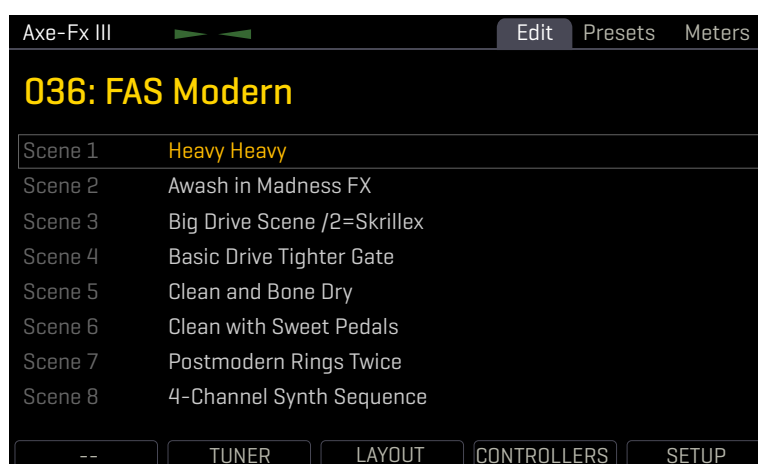 Axe-Fx III Edit Presets Meters
036: FAS Modern
Scene 1 Heavy Heavy
Scene 2 Awash in Madness FX
Scene 3 Big Drive Scene /2=Skrillex
Scene 4 Basic Drive Tighter Gate
Scene 5 Clean and Bone Dry
Scene 6 Clean with Sweet Pedals
Scene 7 Postmodern Rings Twice
Scene 8 4-Channel Synth Sequence
-- TUNER LAYOUT CONTROLLERS SETUP